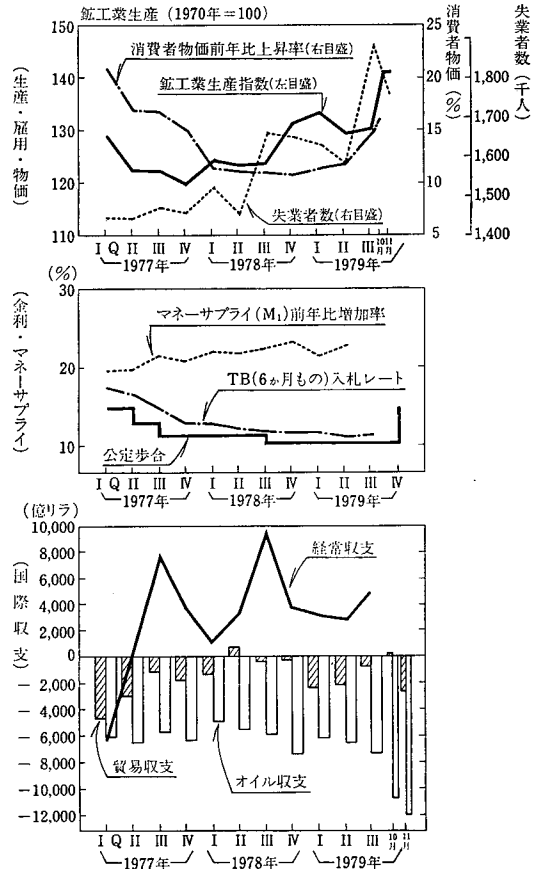 鉱工業生産（1970年＝100）
消費者物価（％）
失業者数（千人）
（生産・雇用・物価）
150
140
130
120
110
25
20
15
10
5
1,800
1,700
1,600
1,500
1,400
消費者物価前年比上昇率（右目盛）
鉱工業生産指数（左目盛）
失業者数（右目盛）
I Q II III IV I II III IV I II III 10月 11月
1977年 1978年 1979年
（％）
（金利・マネーサプライ）
30
20
10
マネーサプライ（M₁）前年比増加率
TB（6か月もの）入札レート
公定歩合
I Q II III IV I II III IV I II III IV
1977年 1978年 1979年
（億リラ）
（国際収支）
10,000
8,000
6,000
4,000
2,000
0
－ 2,000
－ 4,000
－ 6,000
－ 8,000
－10,000
－12,000
経常収支
貿易収支
オイル収支
I Q II III IV I II III IV I II III 10月 11月
1977年 1978年 1979年